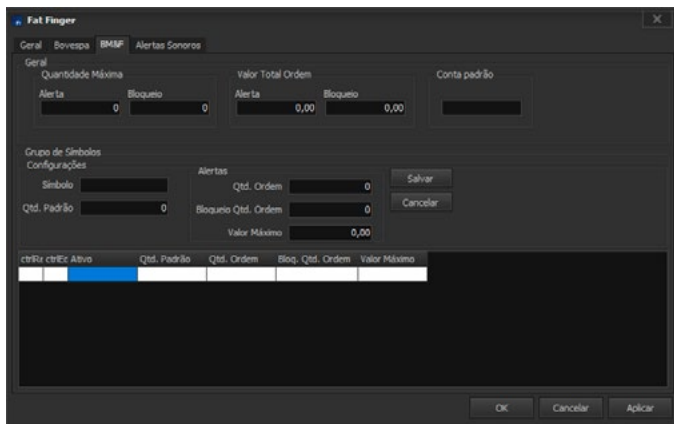 Fat Finger
Geral Bovespa BM&F Alertas Sonoros
Geral
Quantidade Máxima Valor Total Ordem Conta padrão
Alerta Bloqueio Alerta Bloqueio
0 0 0,00 0,00
Grupo de Símbolos
Configurações Alertas
Símbolo Qtd. Ordem 0 Salvar
Qtd. Padrão 0 Bloqueio Qtd. Ordem 0 Cancelar
Valor Máximo 0,00
ctrlRe ctrlEc Ativo Qtd. Padrão Qtd. Ordem Bloq. Qtd. Ordem Valor Máximo
OK Cancelar Aplicar